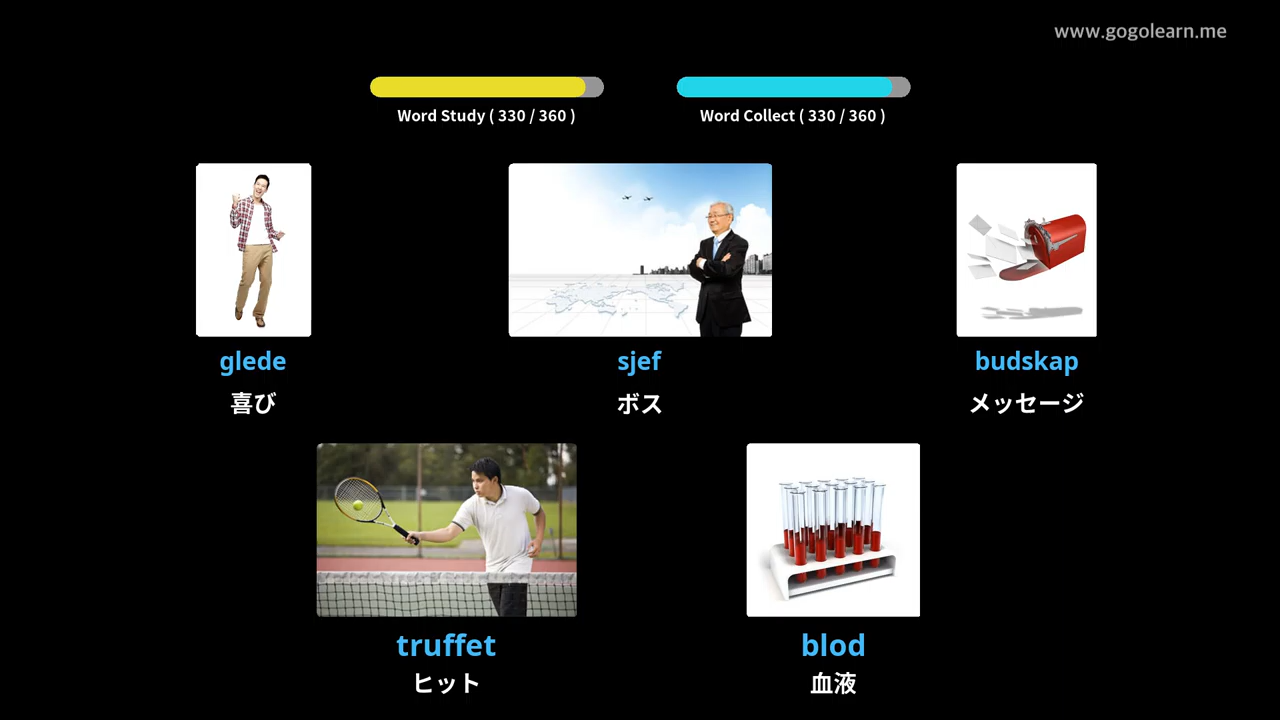 www.gogolearn.me
Word Study ( 330 / 360 )
Word Collect ( 330 / 360 )
glede
喜び
sjef
ボス
budskap
メッセージ
truffet
ヒット
blod
血液